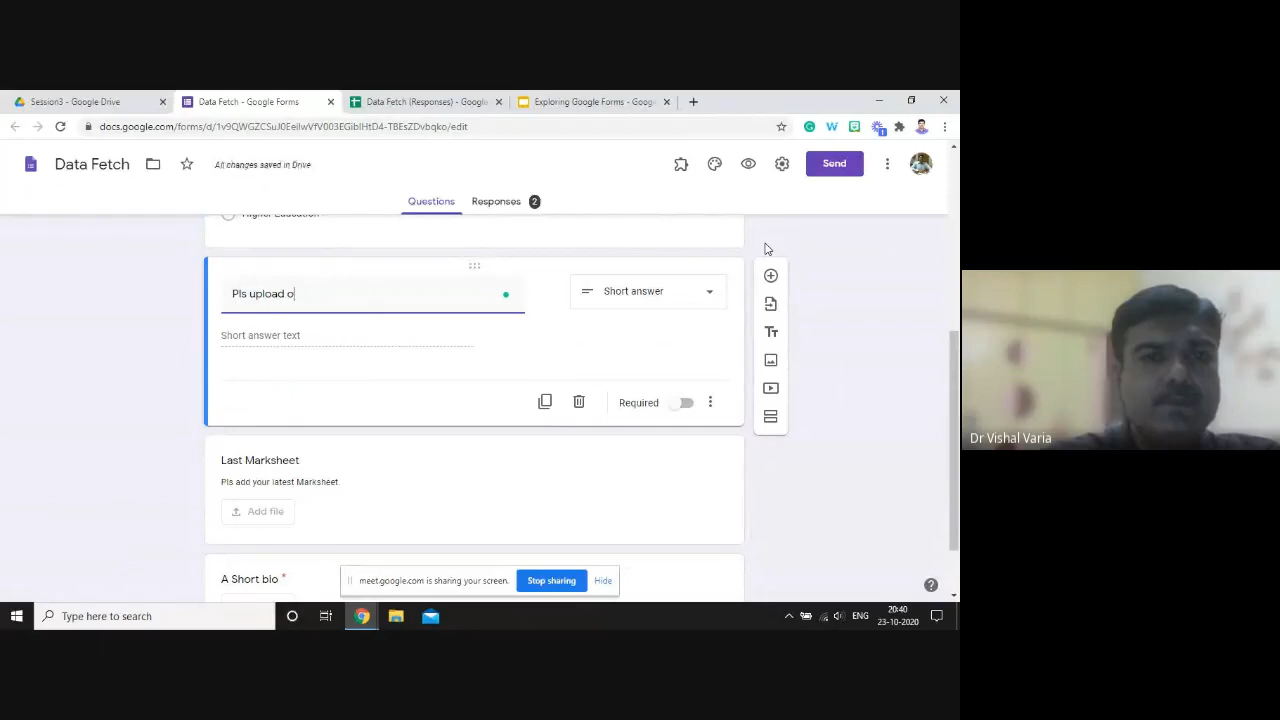 Session3 - Google Drive
Data Fetch - Google Forms
Data Fetch (Responses) - Google
Exploring Google Forms - Goog
docs.google.com/forms/d/
/edit
Data Fetch
All changes saved in Drive
Send
Questions
Responses 2
Higher Education
Pls upload o
Short answer
Short answer text
Required
Last Marksheet
Pls add your latest Marksheet.
Add file
A Short bio *
meet.google.com is sharing your screen.
Stop sharing
Hide
Type here to search
ENG
20:40
23-10-2020
Dr Vishal Varia